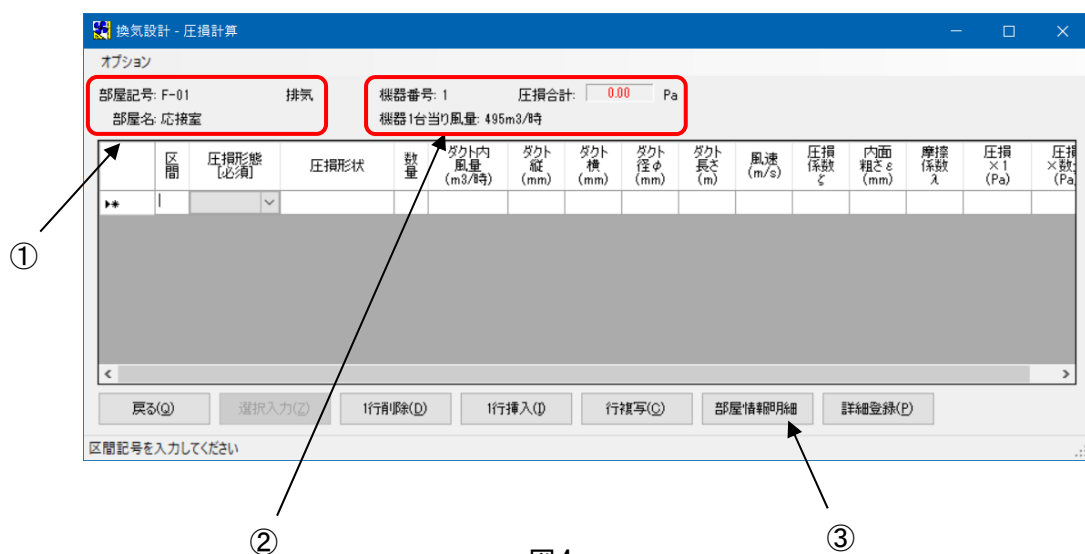 換気設計 - 圧損計算
オプション
部屋記号: F-01 排気 機器番号: 1 圧損合計: 0.00 Pa
部屋名: 応接室 機器1台当り風量: 495m3/時
区間 圧損形態[必須] 圧損形状 数量 ダクト内風量(m3/時) ダクト縦(mm) ダクト横(mm) ダクト径φ(mm) ダクト長さ(m) 風速(m/s) 圧損係数ζ 内面粗さε(mm) 摩擦係数λ 圧損×1(Pa) 圧損×数(Pa
①
戻る(Q) 選択入力(Z) 1行削除(D) 1行挿入(I) 行複写(C) 部屋情報明細 詳細登録(P)
区間記号を入力してください
② ③